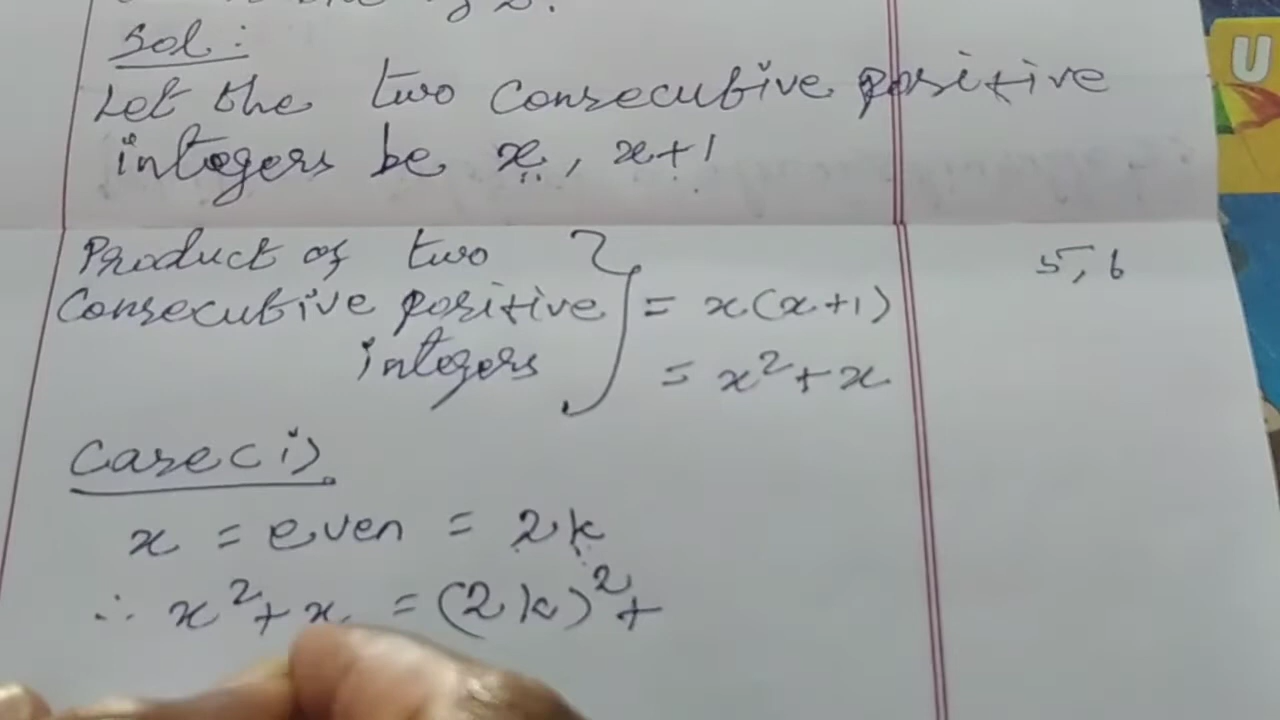 Sol:
Let the two consecutive positive
integers be x, x+1
Product of two
Consecutive positive
integers
= x(x+1)
= x²+x
5, 6
Case (i)
x = even = 2k
∴ x²+x = (2k)²+
U